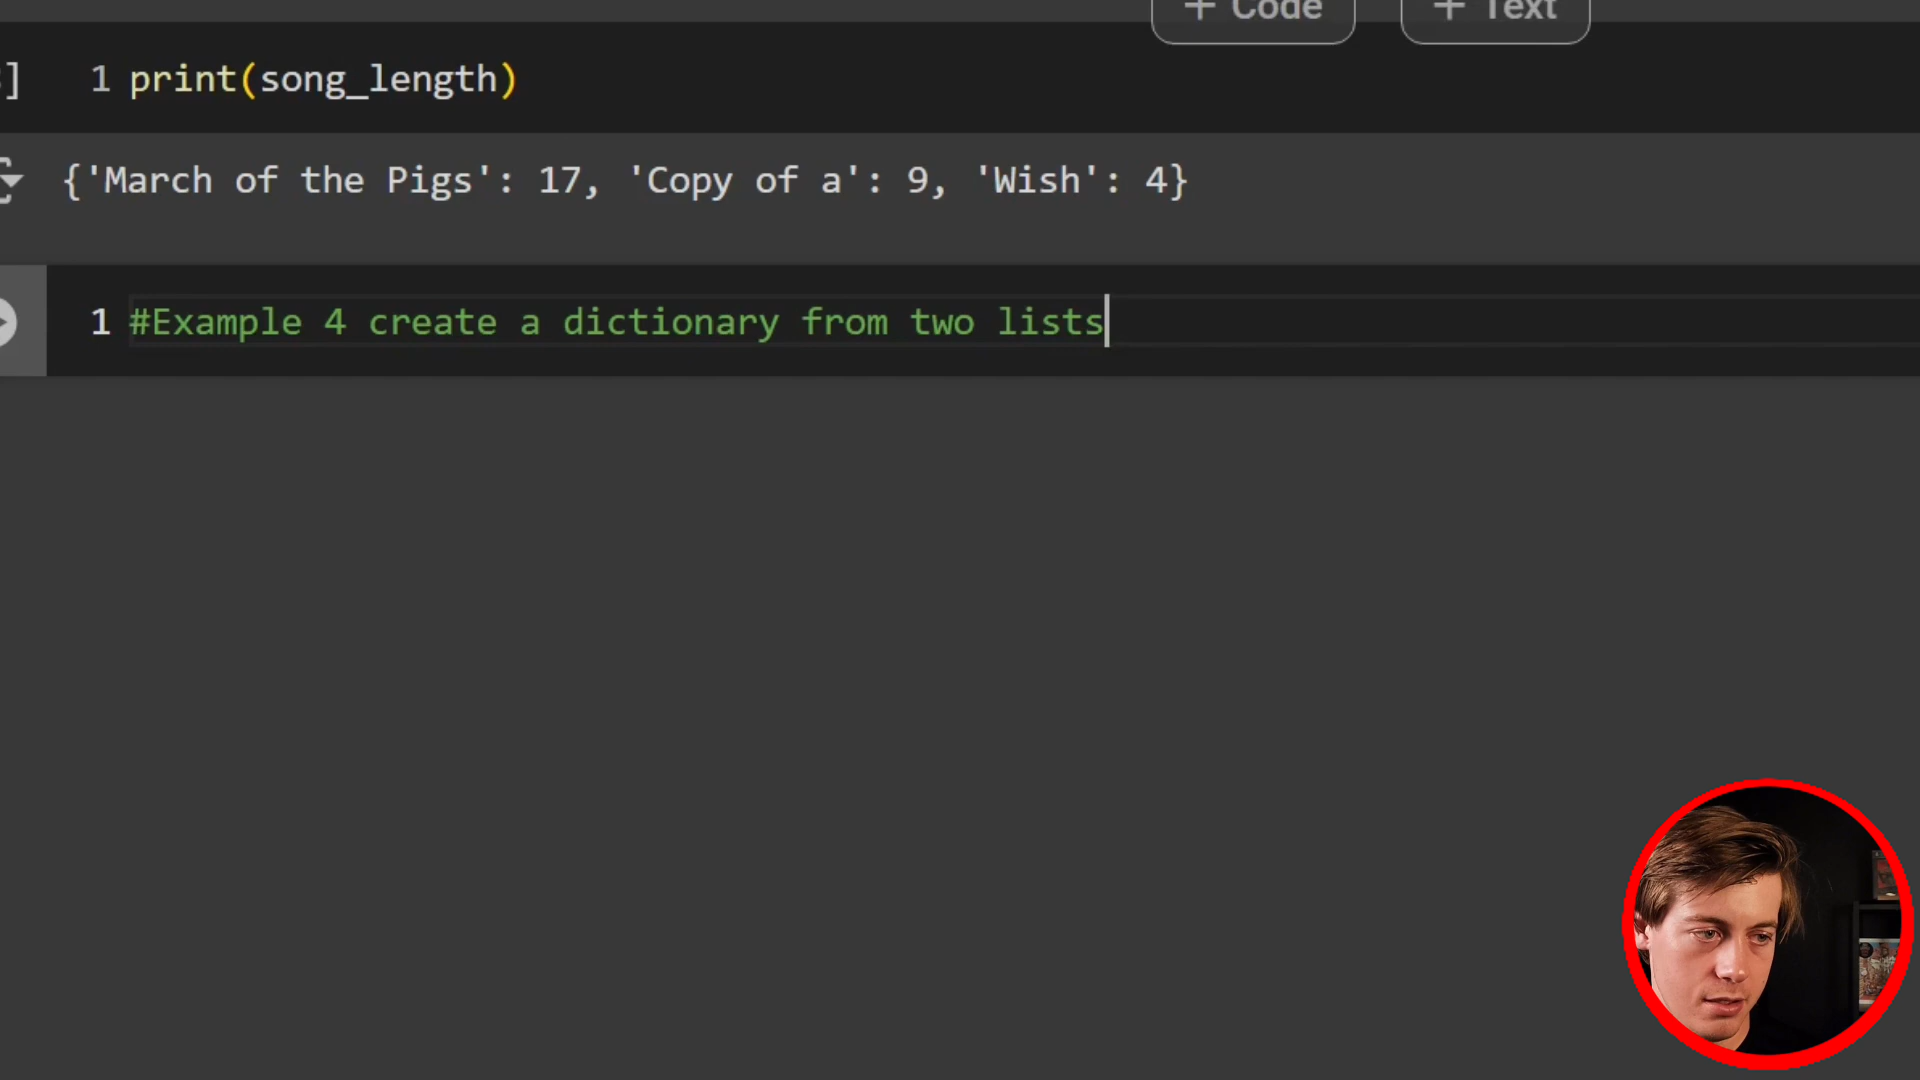 + Code + Text
] 1 print(song_length)
{'March of the Pigs': 17, 'Copy of a': 9, 'Wish': 4}
1 #Example 4 create a dictionary from two lists